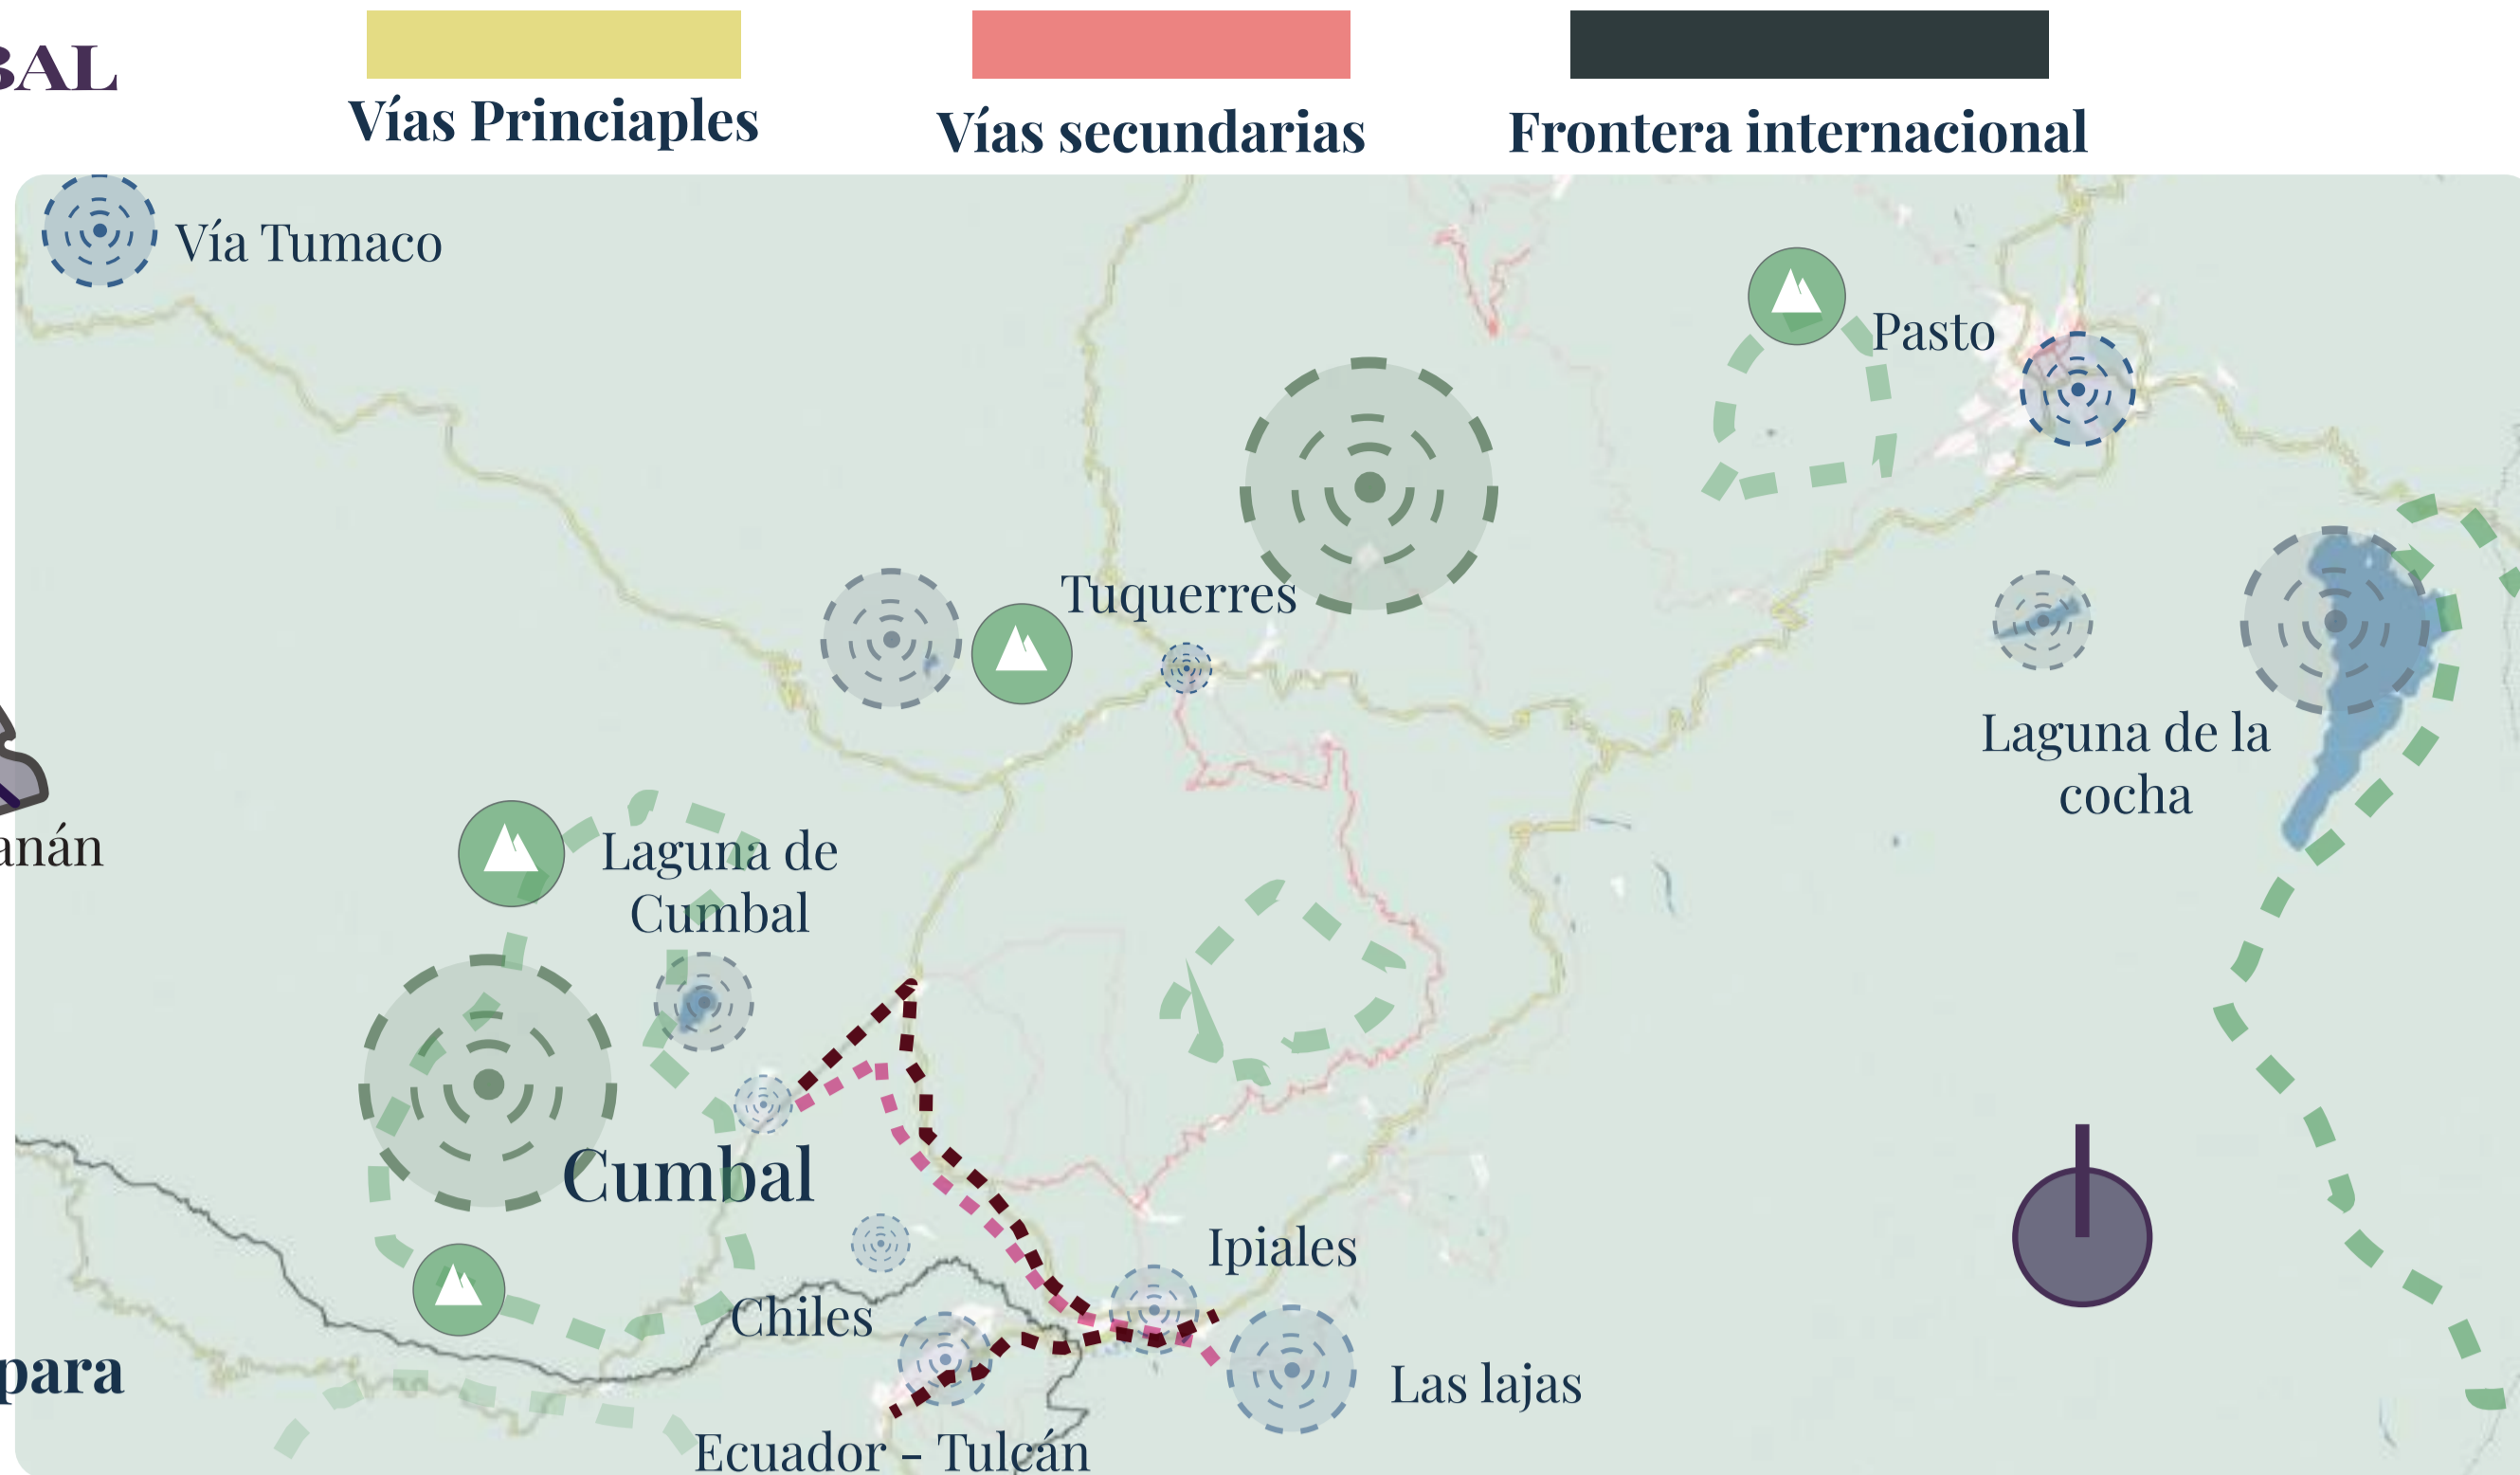 BAL
Vías Princiaples
Vías secundarias
Frontera internacional
Vía Tumaco
Pasto
Tuquerres
Laguna de la
cocha
anán
Laguna de
Cumbal
Cumbal
Ipiales
Chiles
para
Las lajas
Ecuador - Tulcán